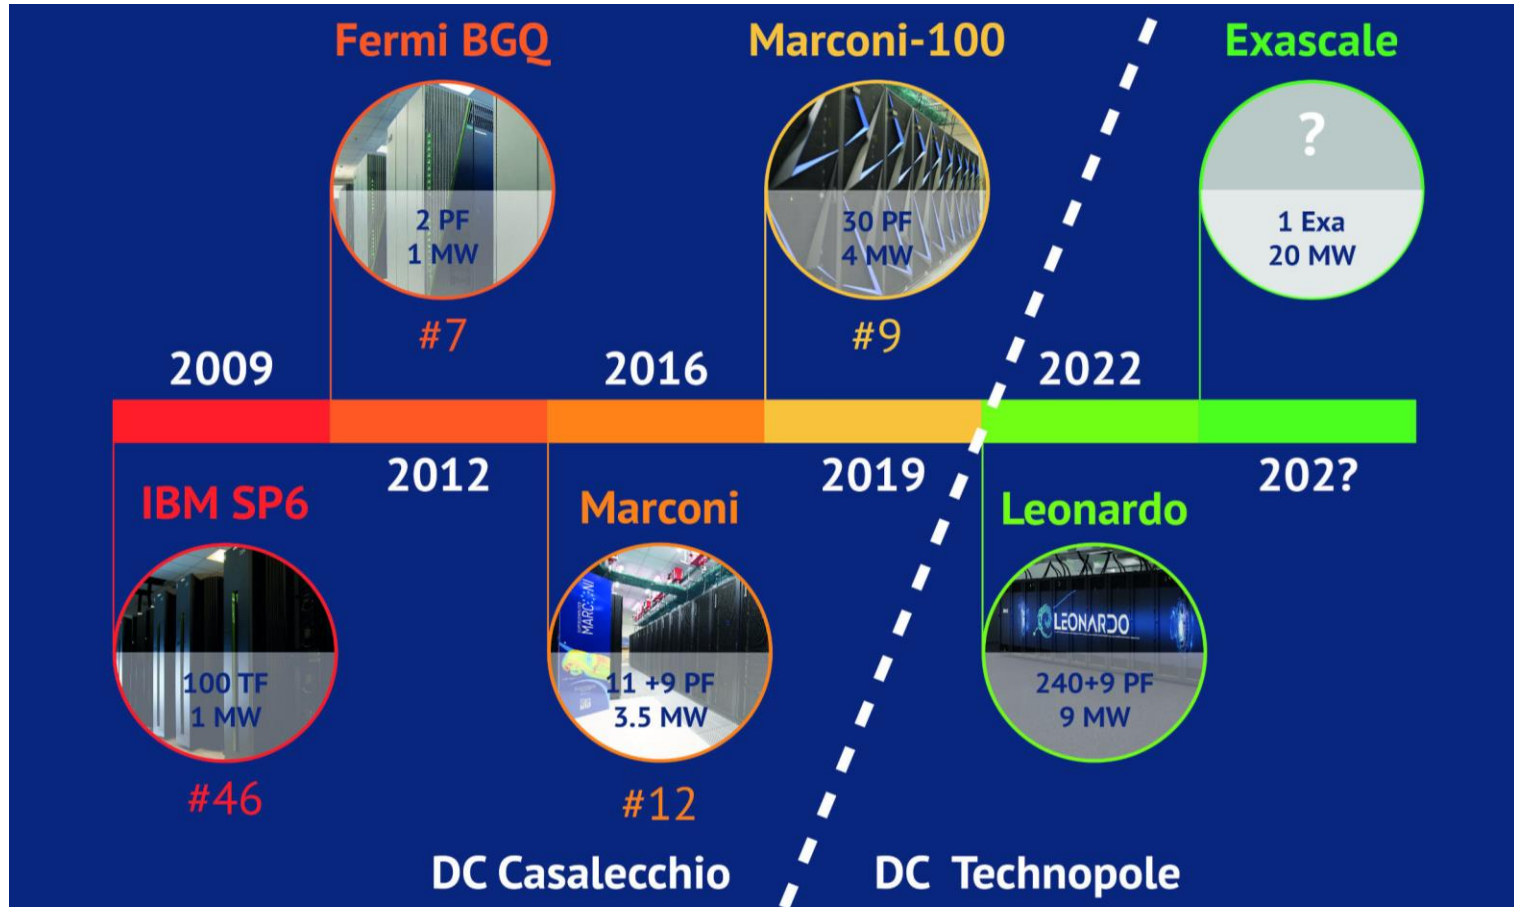 Fermi BGQ
2 PF
1 MW
#7
Marconi-100
30 PF
4 MW
#9
Exascale
?
1 Exa
20 MW
2009
2016
2022
2012
2019
202?
IBM SP6
100 TF
1 MW
#46
Marconi
MARCONI
11 +9 PF
3.5 MW
#12
Leonardo
LEONARDO
240+9 PF
9 MW
DC Casalecchio
DC Technopole